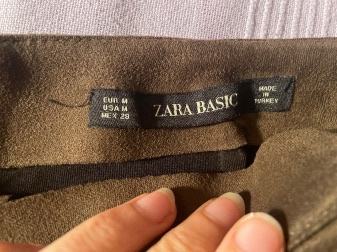 EUR M
USA M
MEX 28
ZARA BASIC
MADE
IN
TURKEY